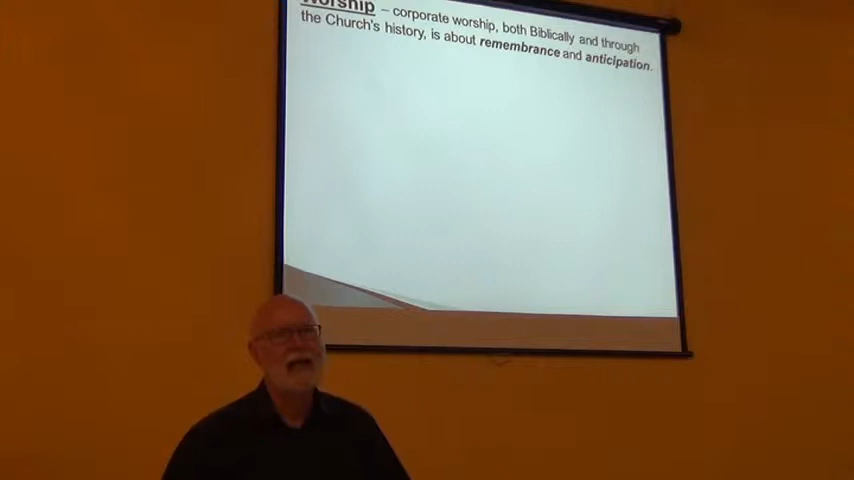 Worship – corporate worship, both Biblically and through
the Church's history, is about remembrance and anticipation.